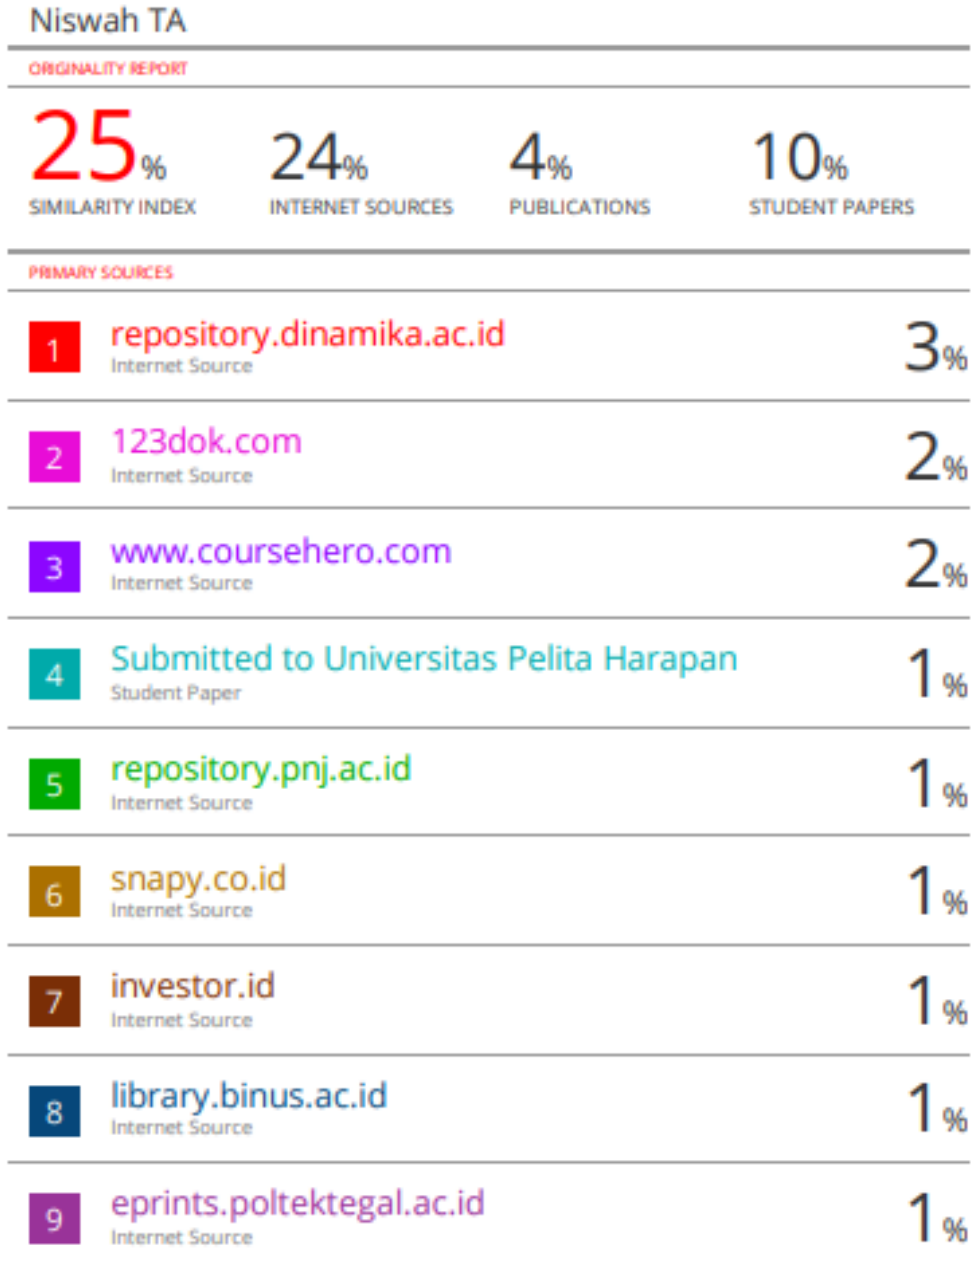 Niswah TA
ORIGINALITY REPORT
25% 24% 4% 10%
SIMILARITY INDEX INTERNET SOURCES PUBLICATIONS STUDENT PAPERS
PRIMARY SOURCES
1 repository.dinamika.ac.id 3%
Internet Source
2 123dok.com 2%
Internet Source
3 www.coursehero.com 2%
Internet Source
4 Submitted to Universitas Pelita Harapan 1%
Student Paper
5 repository.pnj.ac.id 1%
Internet Source
6 snapy.co.id 1%
Internet Source
7 investor.id 1%
Internet Source
8 library.binus.ac.id 1%
Internet Source
9 eprints.poltektegal.ac.id 1%
Internet Source